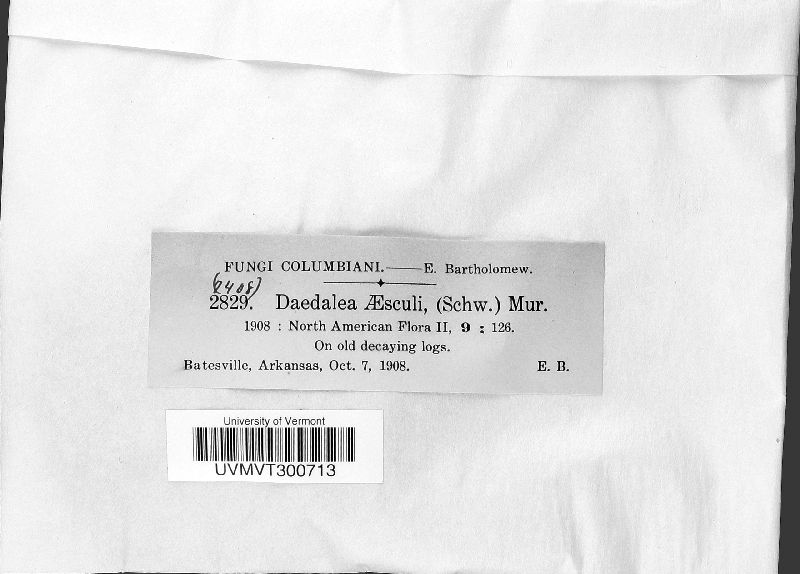 FUNGI COLUMBIANI.——E. Bartholomew.
(2408)
2829. Daedalea Æsculi, (Schw.) Mur.
1908 : North American Flora II, 9 : 126.
On old decaying logs.
Batesville, Arkansas, Oct. 7, 1908. E. B.
University of Vermont
UVMVT300713